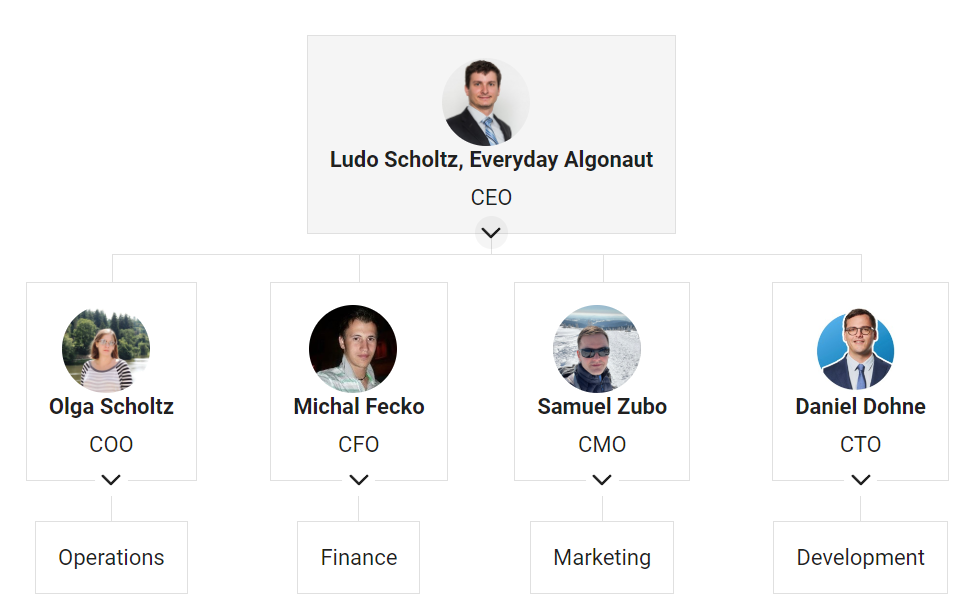 Ludo Scholtz, Everyday Algonaut
CEO
Olga Scholtz
COO
Michal Fecko
CFO
Samuel Zubo
CMO
Daniel Dohne
CTO
Operations
Finance
Marketing
Development